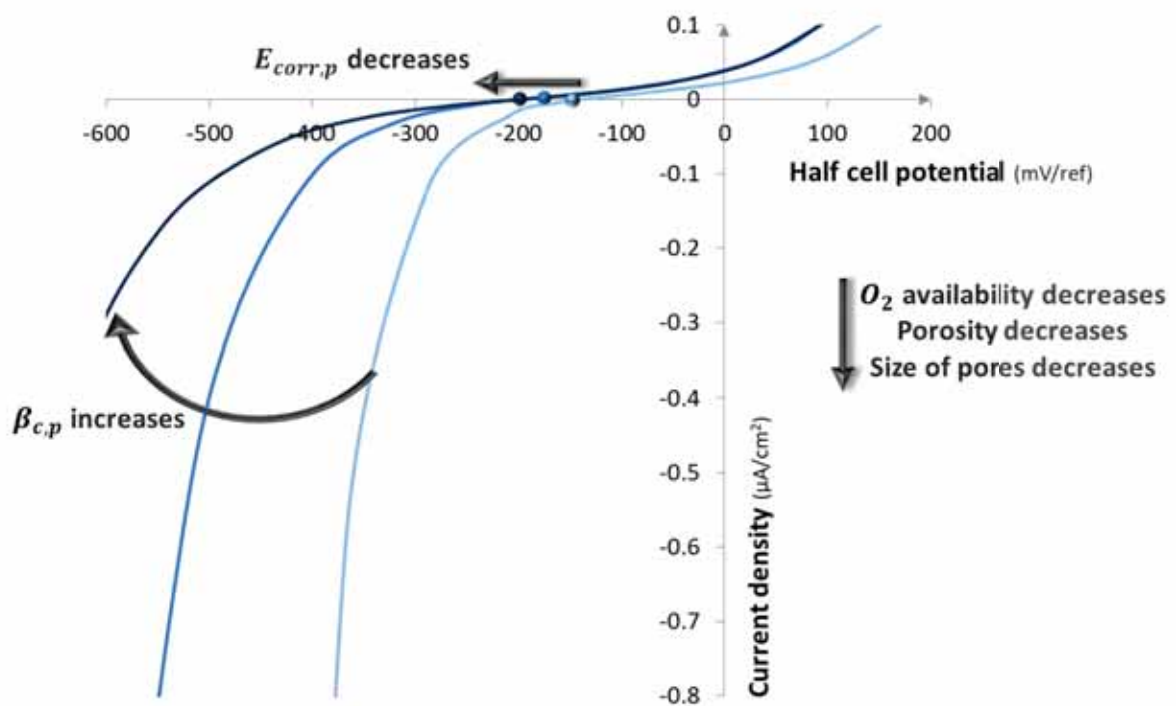 0.1
E_corr,p decreases
0
-600 -500 -400 -300 -200 -100 0 100 200
-0.1
Half cell potential (mV/ref)
-0.2
O₂ availability decreases
-0.3
Porosity decreases
Size of pores decreases
-0.4
β_c,p increases
-0.5
-0.6
-0.7
-0.8
Current density (µA/cm²)